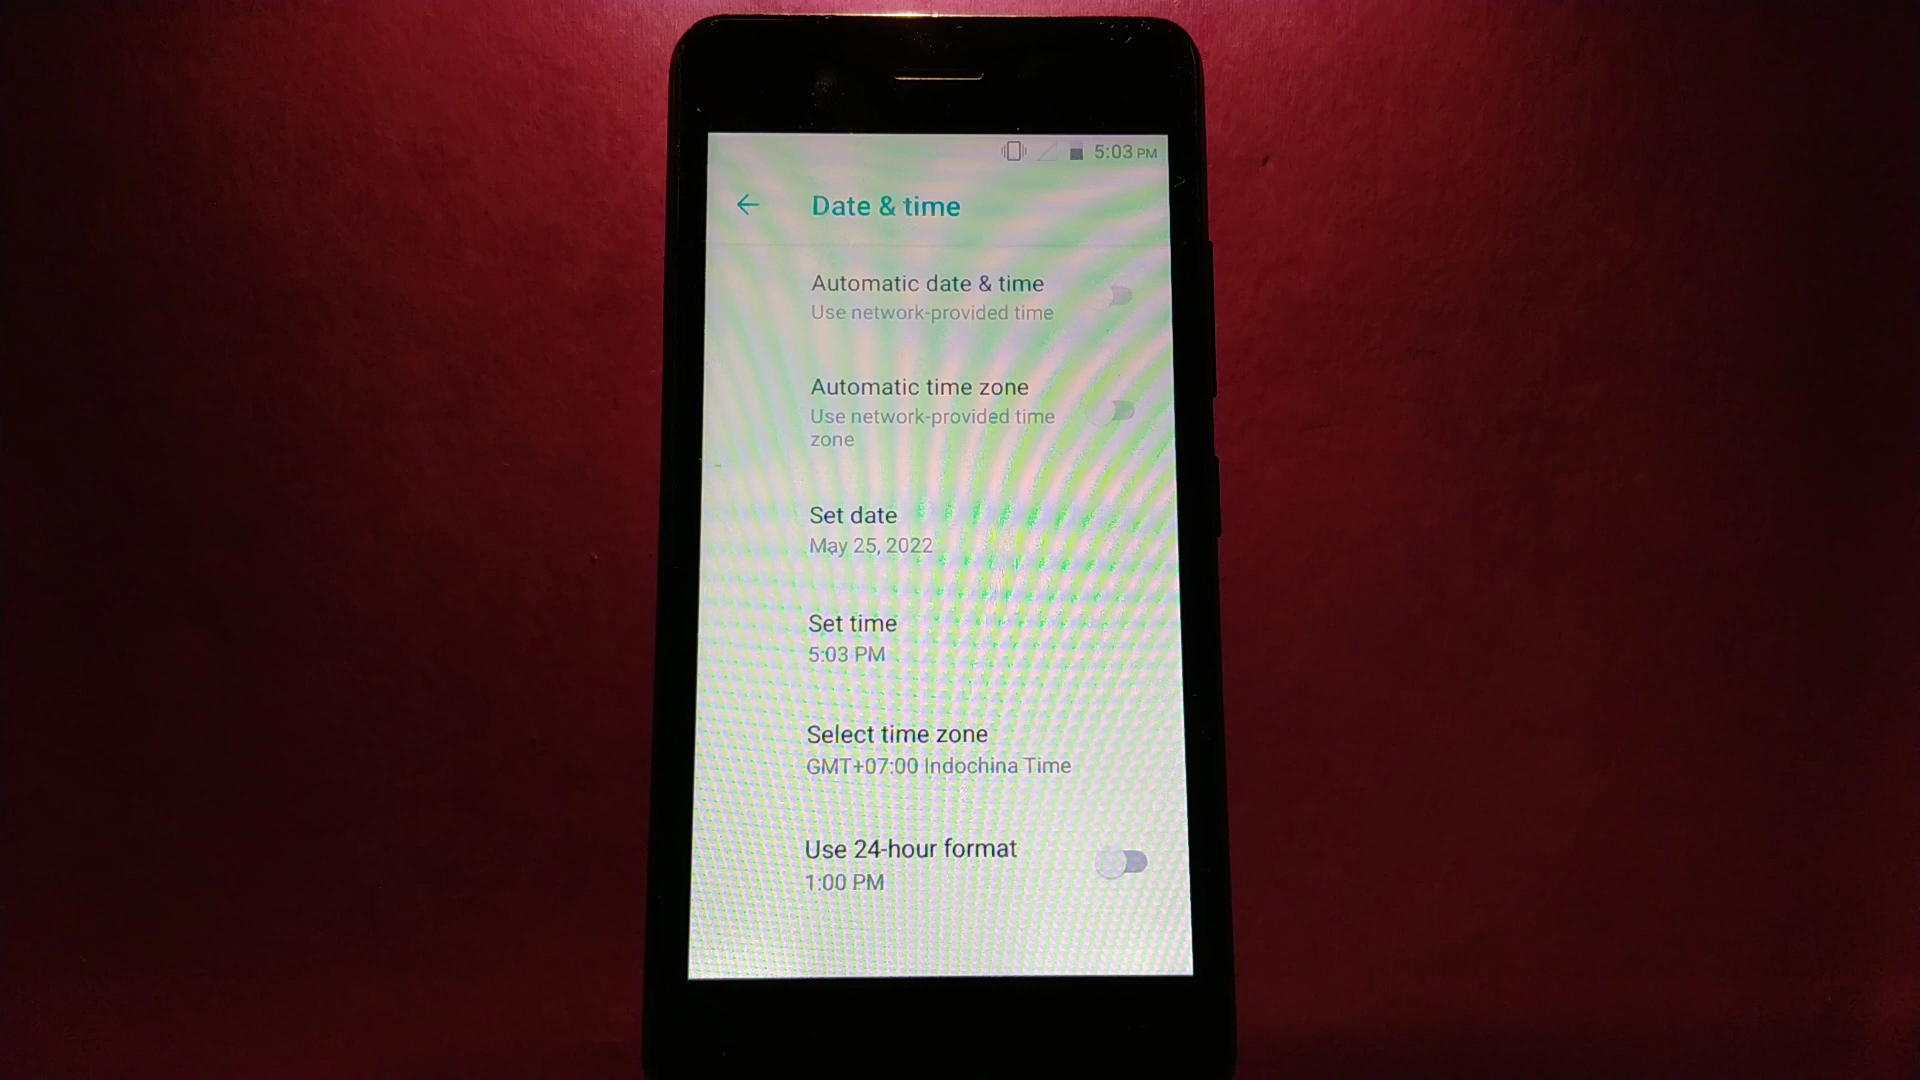 5:03 PM
Date & time
Automatic date & time
Use network-provided time
Automatic time zone
Use network-provided time
zone
Set date
May 25, 2022
Set time
5:03 PM
Select time zone
GMT+07:00 Indochina Time
Use 24-hour format
1:00 PM